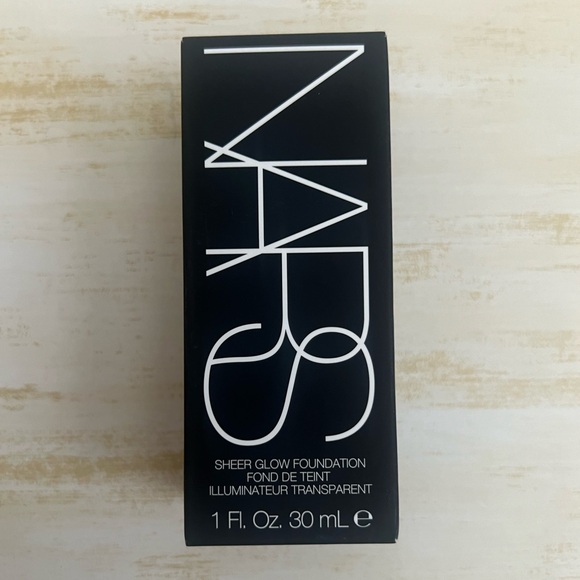 NARS
SHEER GLOW FOUNDATION
FOND DE TEINT
ILLUMINATEUR TRANSPARENT
1 Fl. Oz. 30 mL ℮